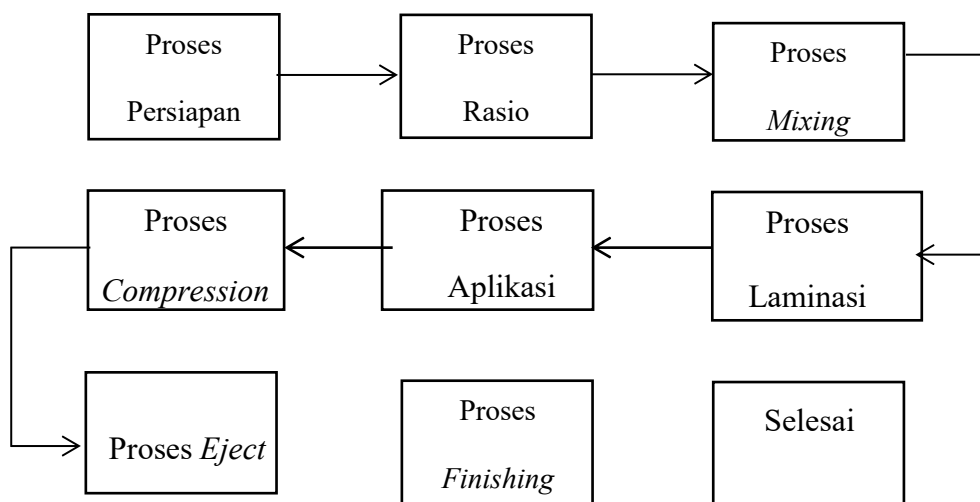 Proses
Persiapan
Proses
Rasio
Proses
Mixing
Proses
Compression
Proses
Aplikasi
Proses
Laminasi
Proses Eject
Proses
Finishing
Selesai